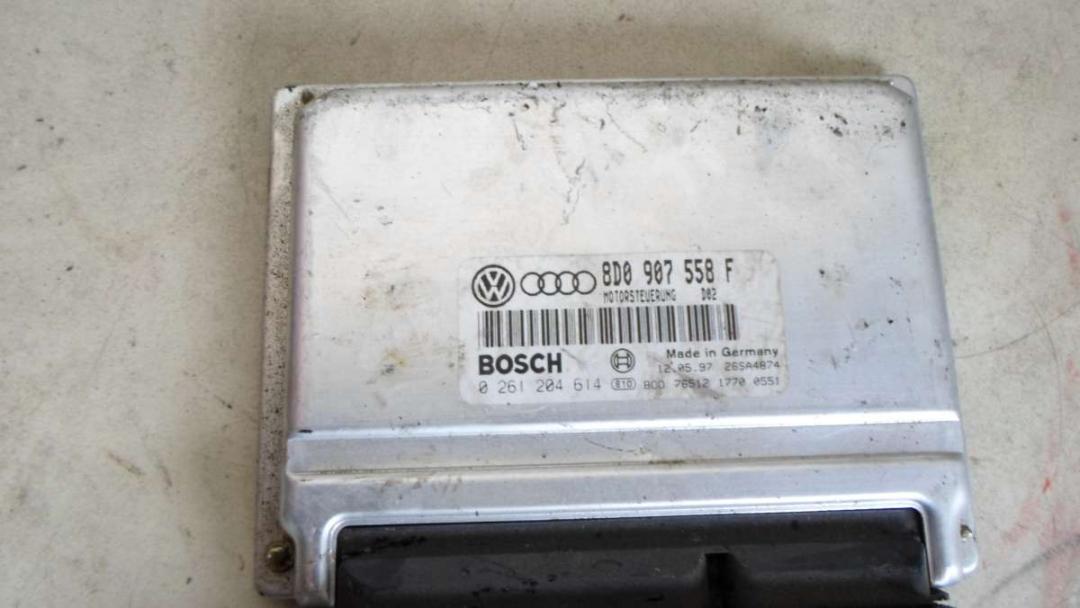 8D0 907 558 F
MOTORSTEUERUNG D02
BOSCH
Made in Germany
12.05.97 26SA4874
0 261 204 614 610 8D0 76512 1770 0551